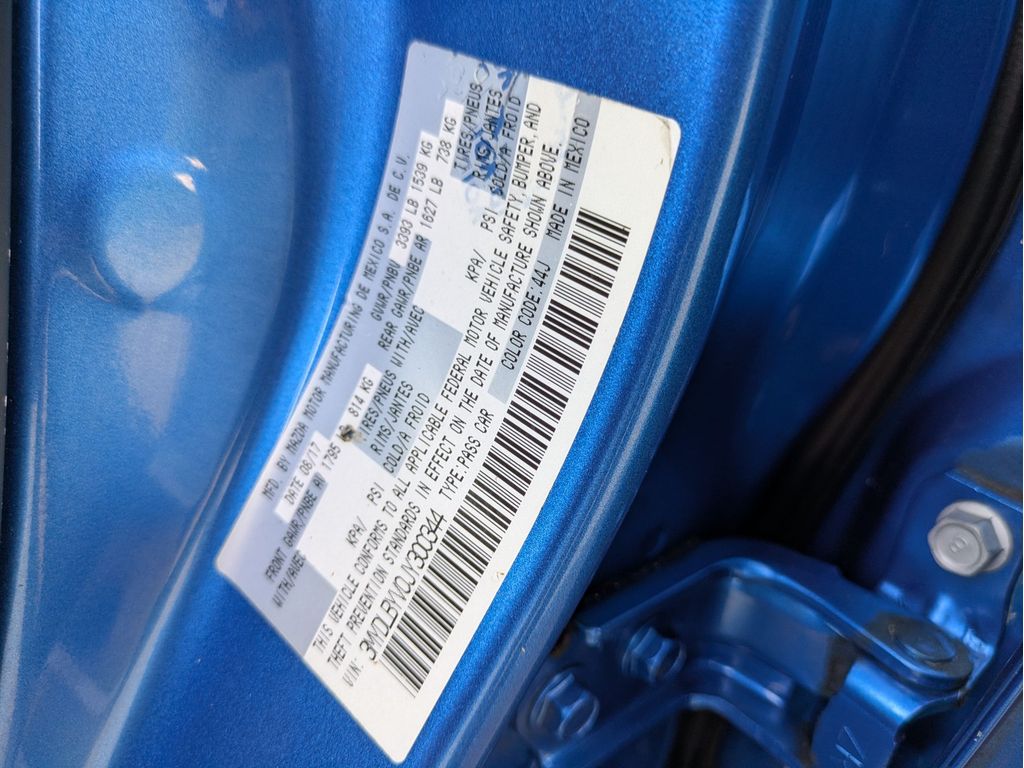 MFD. BY MAZDA MOTOR MANUFACTURING DE MEXICO S.A. DE C.V.
DATE 06/17 GVWR/PNBV 3393 LB 1539 KG
FRONT GAWR/PNBE AV 1795 LB 814 KG REAR GAWR/PNBE AR 1627 LB 738 KG
WITH/AVEC TIRES/PNEUS WITH/AVEC TIRES/PNEUS
RIMS/JANTES RIMS/JANTES
KPA/ PSI COLD/A FROID KPA/ PSI COLD/A FROID
THIS VEHICLE CONFORMS TO ALL APPLICABLE FEDERAL MOTOR VEHICLE SAFETY, BUMPER, AND
THEFT PREVENTION STANDARDS IN EFFECT ON THE DATE OF MANUFACTURE SHOWN ABOVE.
VIN: 3MYDLBYV0JY300344 TYPE:PASS CAR COLOR CODE:44J MADE IN MEXICO